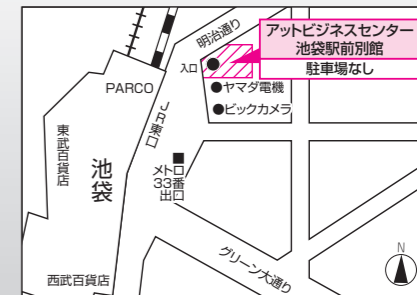 アットビジネスセンター
池袋駅前別館
駐車場なし
明治通り
入口
PARCO
●ヤマダ電機
●ビックカメラ
JR東口
東武百貨店
池袋
メトロ
33番
出口
グリーン大通り
西武百貨店
N